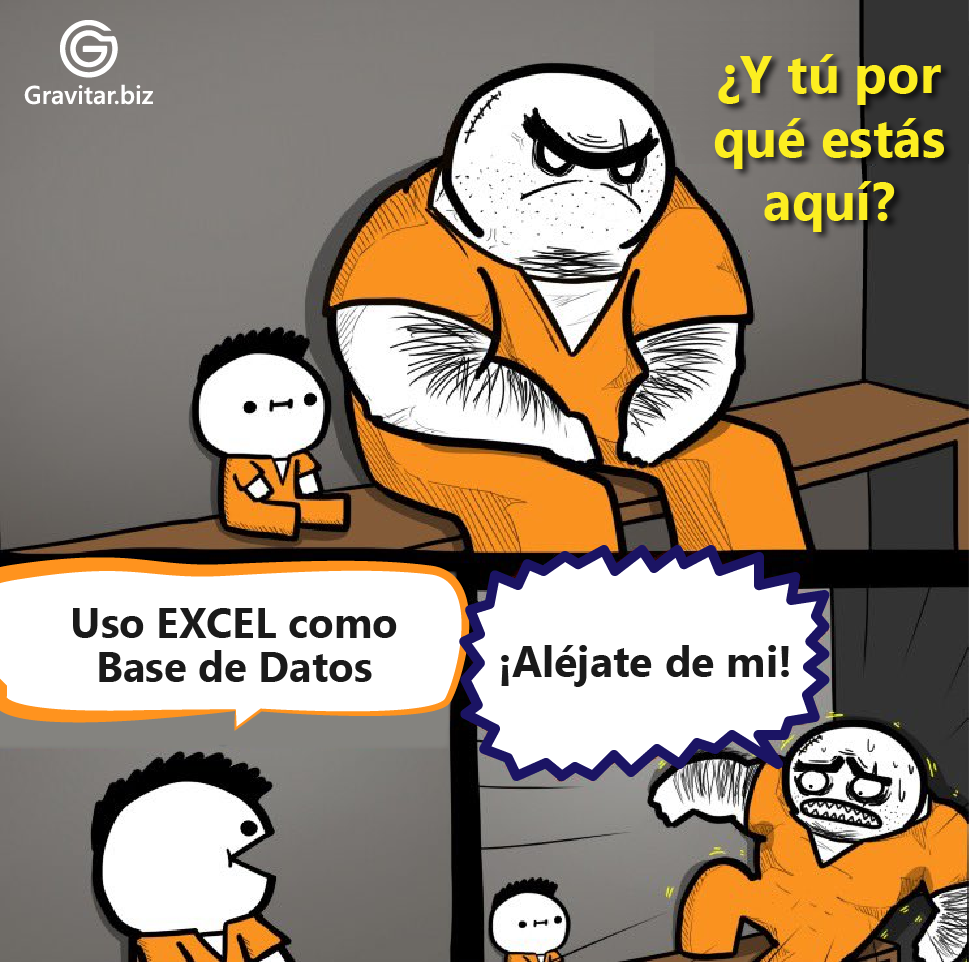 Gravitar.biz
¿Y tú por
qué estás
aquí?
Uso EXCEL como
Base de Datos
¡Aléjate de mi!